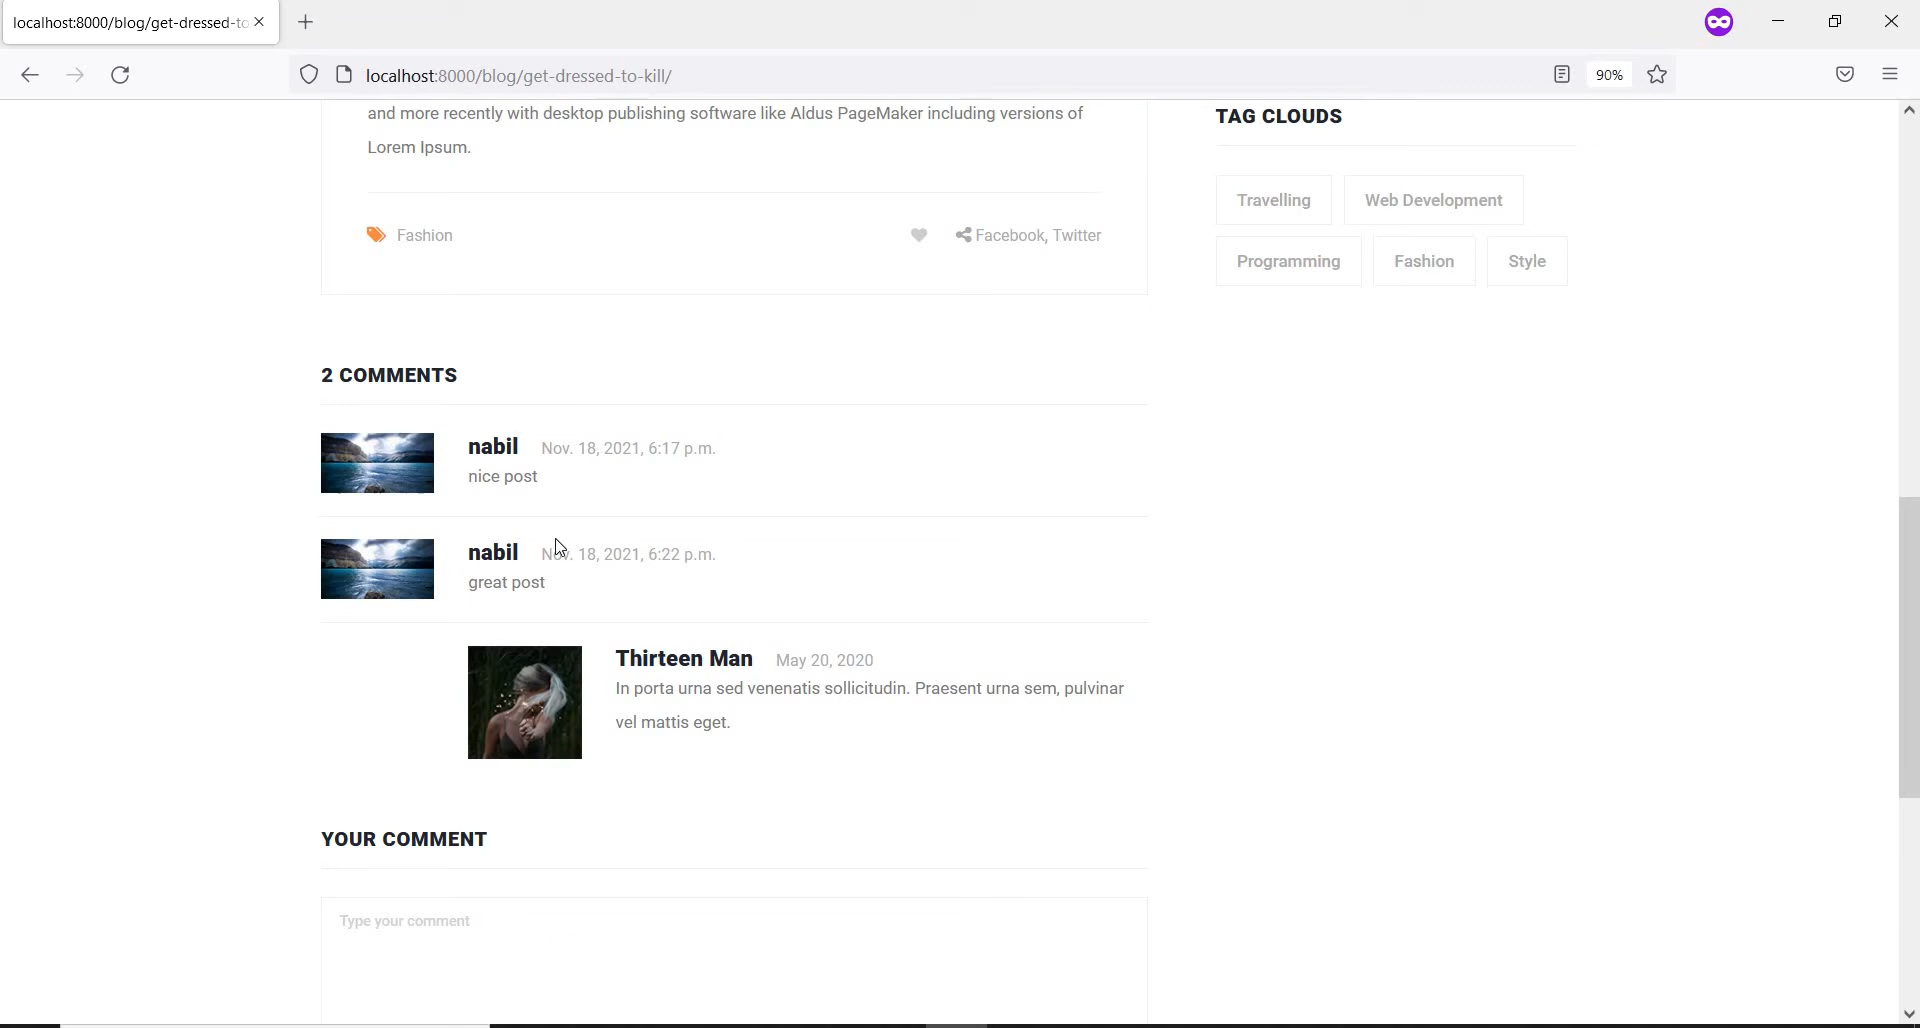 localhost:8000/blog/get-dressed-to
localhost:8000/blog/get-dressed-to-kill/
90%
and more recently with desktop publishing software like Aldus PageMaker including versions of
Lorem Ipsum.
Fashion
Facebook, Twitter
TAG CLOUDS
Travelling
Web Development
Programming
Fashion
Style
2 COMMENTS
nabil Nov. 18, 2021, 6:17 p.m.
nice post
nabil Nov. 18, 2021, 6:22 p.m.
great post
Thirteen Man May 20, 2020
In porta urna sed venenatis sollicitudin. Praesent urna sem, pulvinar
vel mattis eget.
YOUR COMMENT
Type your comment